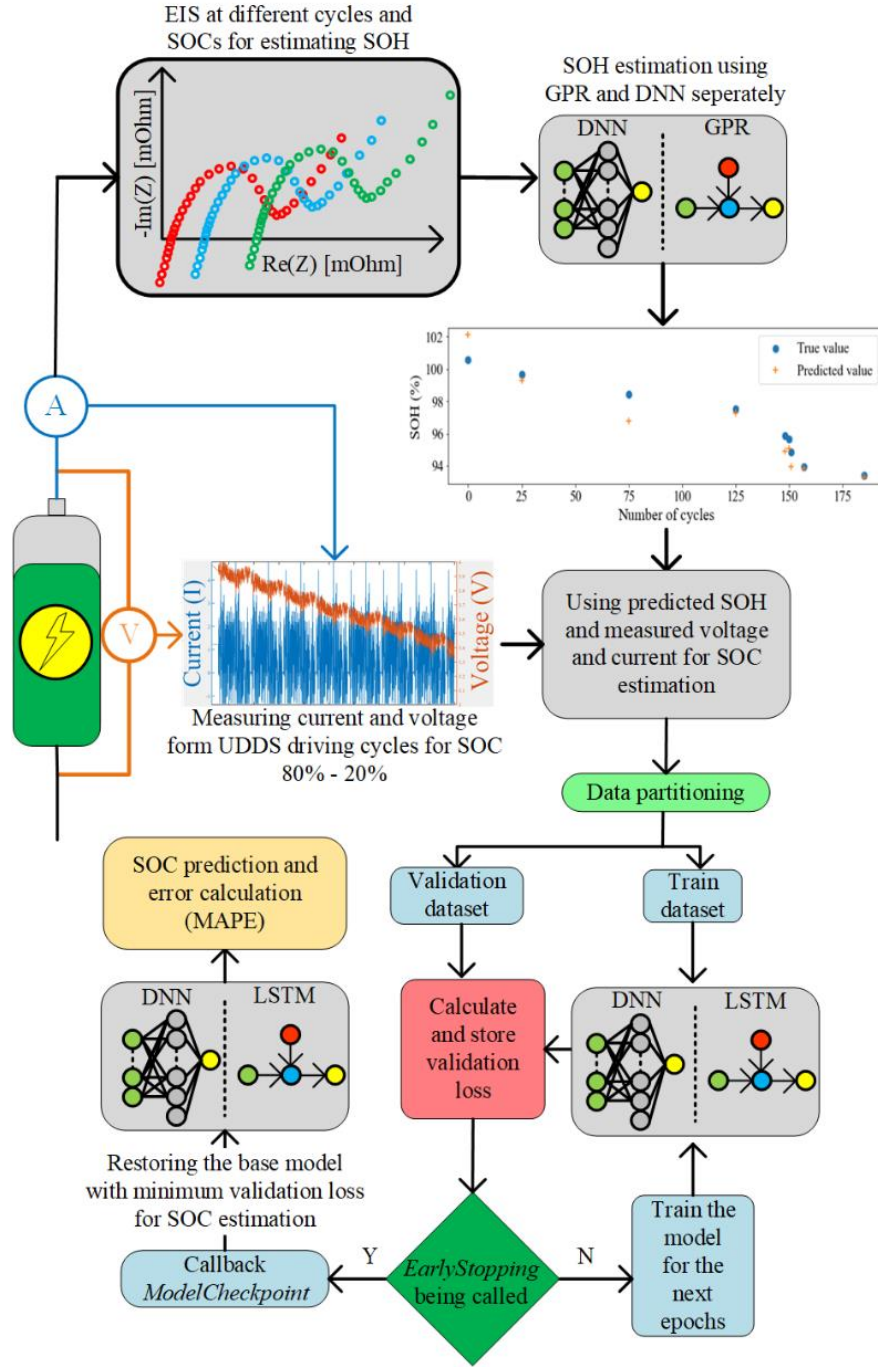 EIS at different cycles and
SOCs for estimating SOH
-Im(Z) [mOhm]
Re(Z) [mOhm]
SOH estimation using
GPR and DNN seperately
DNN
GPR
102
100
98
96
94
SOH (%)
True value
Predicted value
0
25
50
75
100
125
150
175
Number of cycles
A
V
Current (I)
Voltage (V)
Measuring current and voltage
form UDDS driving cycles for SOC
80% - 20%
Using predicted SOH
and measured voltage
and current for SOC
estimation
Data partitioning
Validation
dataset
Train
dataset
DNN
LSTM
Calculate
and store
validation
loss
EarlyStopping
being called
N
Train the
model
for the
next
epochs
Y
Callback
ModelCheckpoint
Restoring the base model
with minimum validation loss
for SOC estimation
DNN
LSTM
SOC prediction and
error calculation
(MAPE)